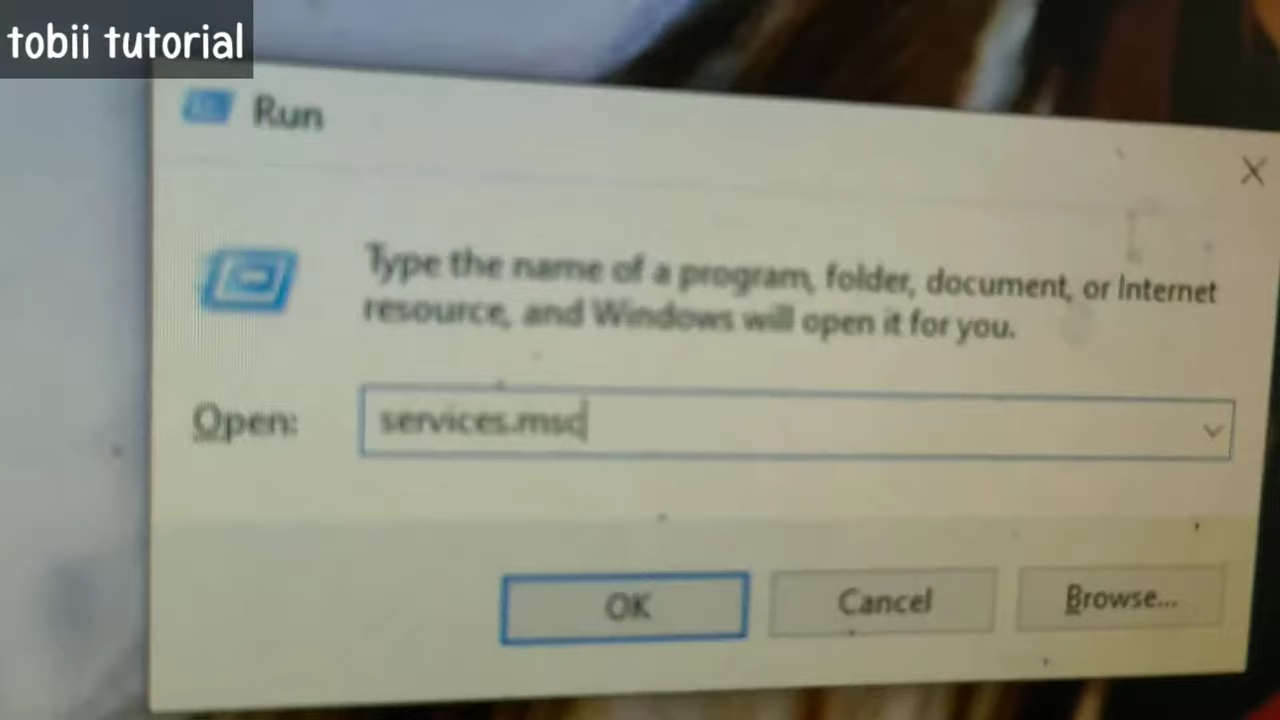 tobii tutorial
Run
Type the name of a program, folder, document, or Internet
resource, and Windows will open it for you.
Open:
services.msc
OK
Cancel
Browse...